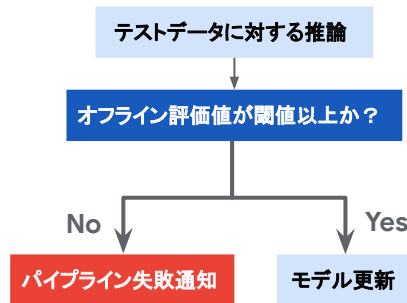 テストデータに対する推論
オフライン評価値が閾値以上か？
No
Yes
パイプライン失敗通知
モデル更新